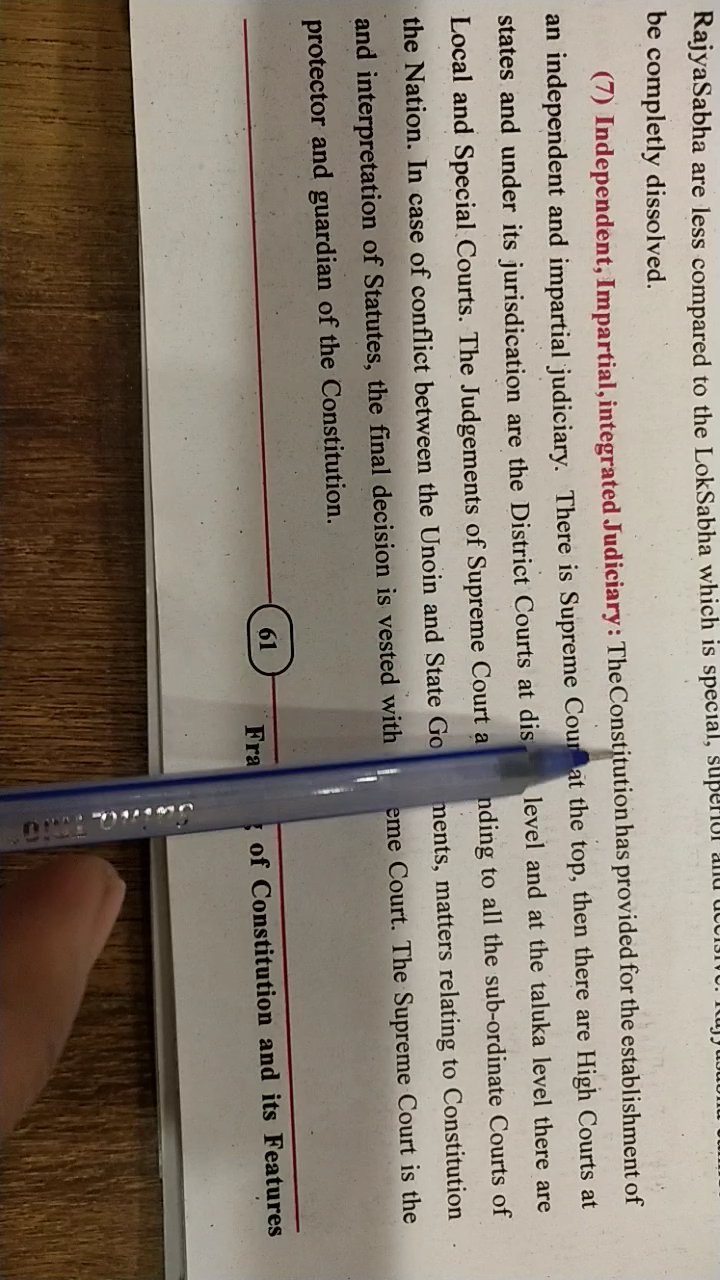 RajyaSabha are less compared to the LokSabha which is special, superior and decisive.
be completly dissolved.
(7) Independent, Impartial, integrated Judiciary: The Constitution has provided for the establishment of
an independent and impartial judiciary. There is Supreme Cour at the top, then there are High Courts at
states and under its jurisdication are the District Courts at dis level and at the taluka level there are
Local and Special Courts. The Judgements of Supreme Court a nding to all the sub-ordinate Courts of
the Nation. In case of conflict between the Unoin and State Go ments, matters relating to Constitution
and interpretation of Statutes, the final decision is vested with eme Court. The Supreme Court is the
protector and guardian of the Constitution.
61
Fra g of Constitution and its Features